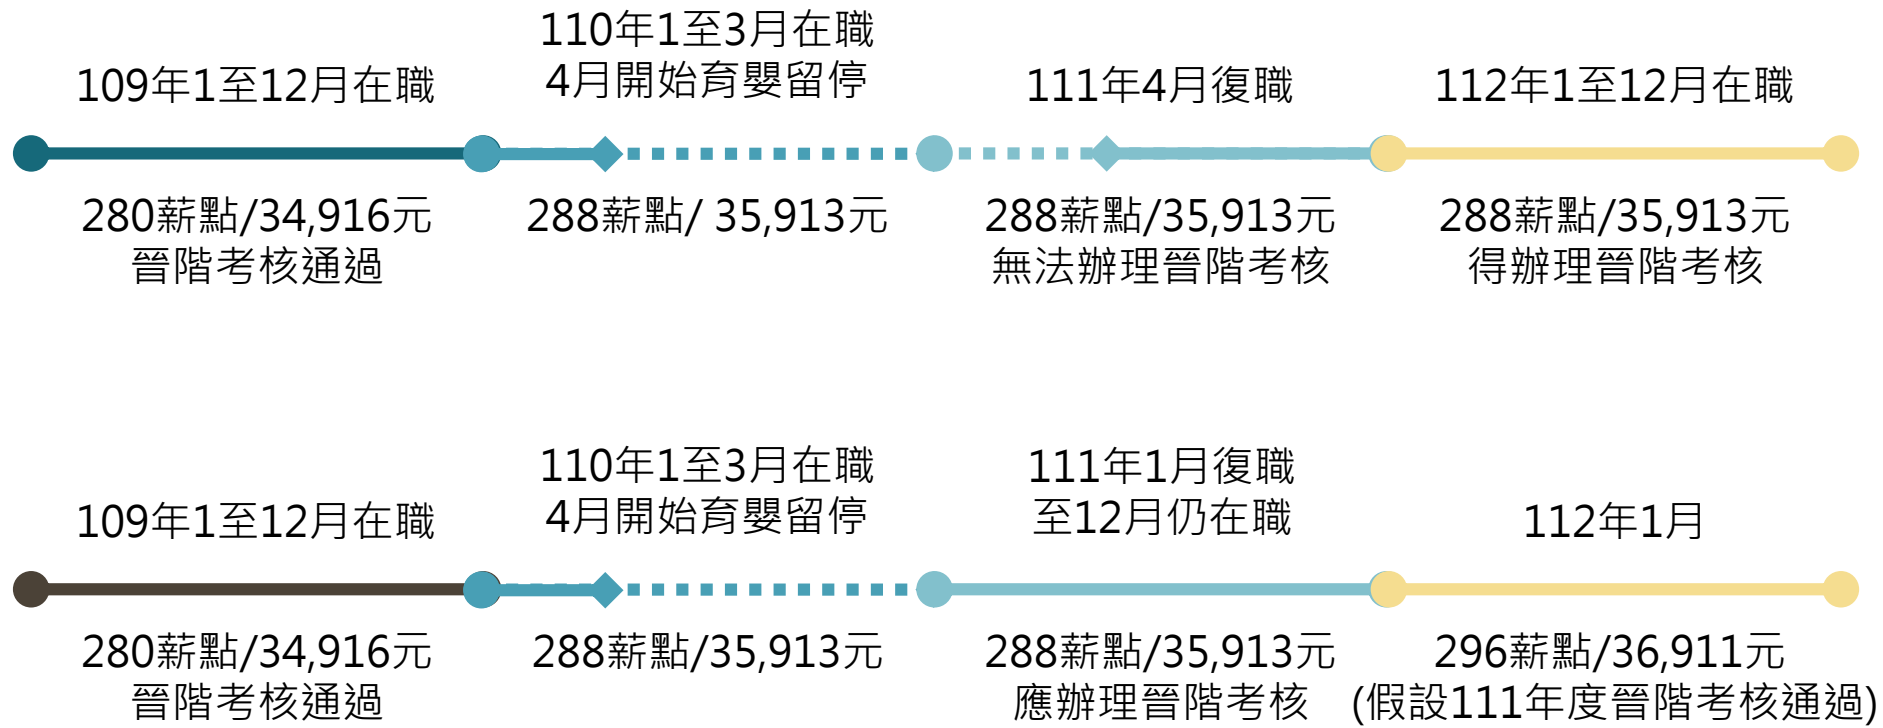 109年1至12月在職
110年1至3月在職
4月開始育嬰留停
111年4月復職
112年1至12月在職
280薪點/34,916元
晉階考核通過
288薪點/ 35,913元
288薪點/35,913元
無法辦理晉階考核
288薪點/35,913元
得辦理晉階考核
109年1至12月在職
110年1至3月在職
4月開始育嬰留停
111年1月復職
至12月仍在職
112年1月
280薪點/34,916元
晉階考核通過
288薪點/35,913元
288薪點/35,913元
應辦理晉階考核
296薪點/36,911元
(假設111年度晉階考核通過)